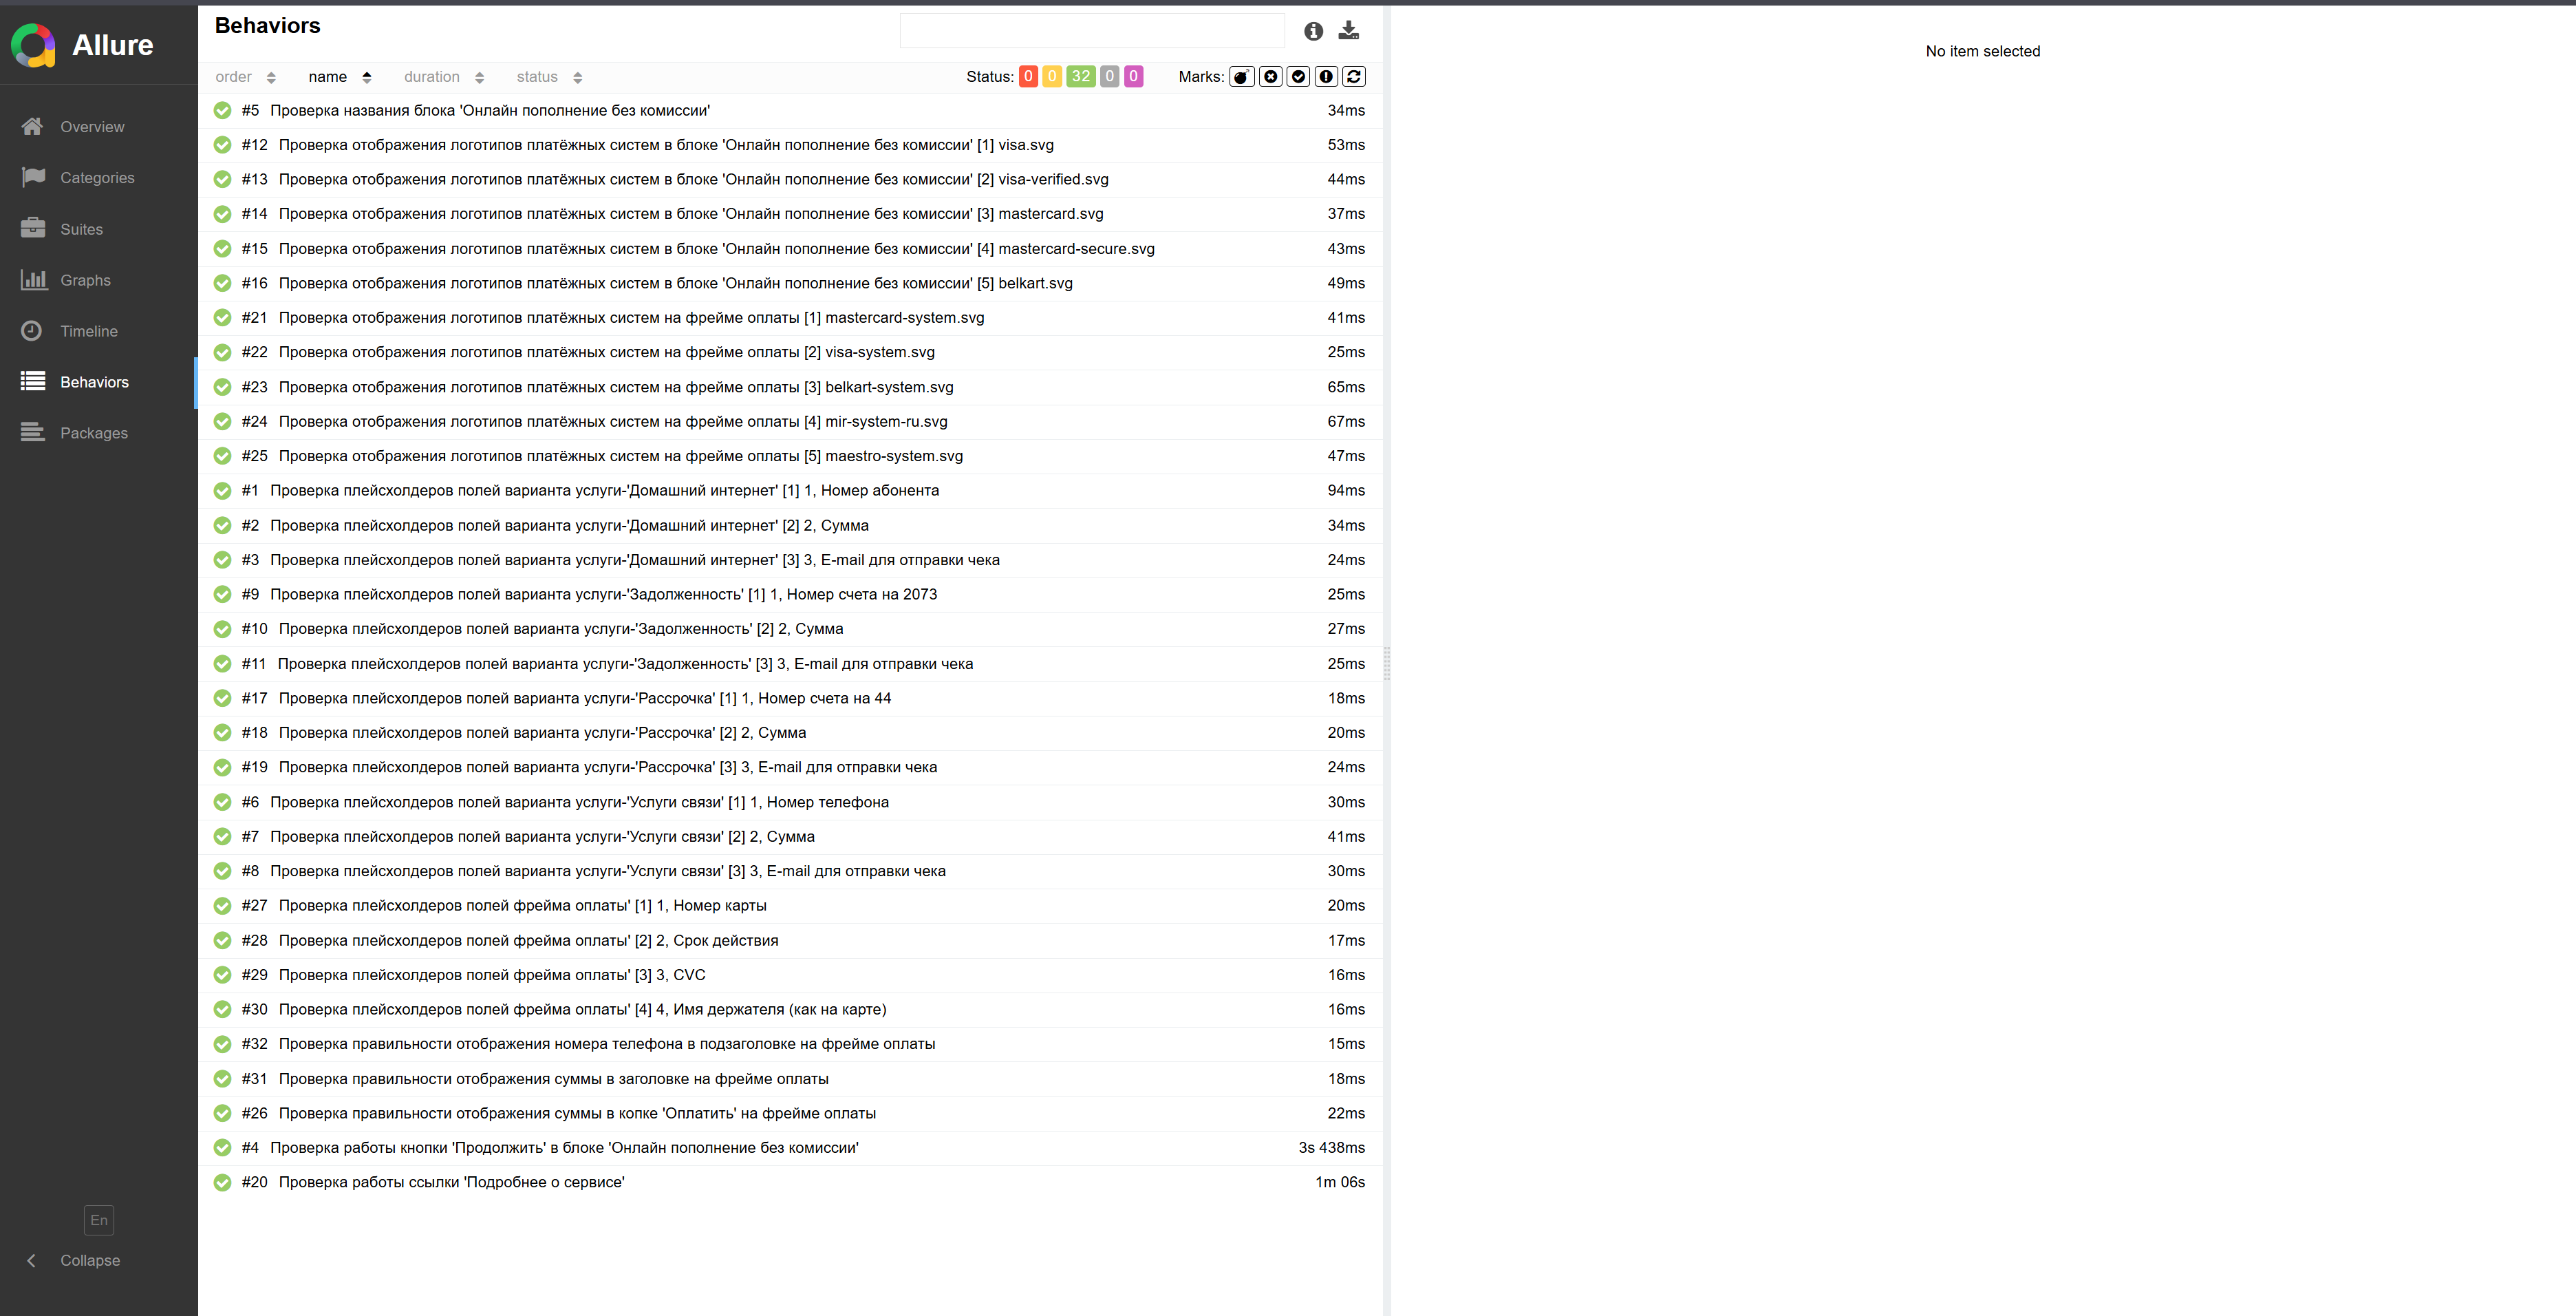 Allure
Overview
Categories
Suites
Graphs
Timeline
Behaviors
Packages
En
Collapse
Behaviors
order name duration status Status: 0 0 32 0 0 Marks:
#5 Проверка названия блока 'Онлайн пополнение без комиссии' 34ms
#12 Проверка отображения логотипов платёжных систем в блоке 'Онлайн пополнение без комиссии' [1] visa.svg 53ms
#13 Проверка отображения логотипов платёжных систем в блоке 'Онлайн пополнение без комиссии' [2] visa-verified.svg 44ms
#14 Проверка отображения логотипов платёжных систем в блоке 'Онлайн пополнение без комиссии' [3] mastercard.svg 37ms
#15 Проверка отображения логотипов платёжных систем в блоке 'Онлайн пополнение без комиссии' [4] mastercard-secure.svg 43ms
#16 Проверка отображения логотипов платёжных систем в блоке 'Онлайн пополнение без комиссии' [5] belkart.svg 49ms
#21 Проверка отображения логотипов платёжных систем на фрейме оплаты [1] mastercard-system.svg 41ms
#22 Проверка отображения логотипов платёжных систем на фрейме оплаты [2] visa-system.svg 25ms
#23 Проверка отображения логотипов платёжных систем на фрейме оплаты [3] belkart-system.svg 65ms
#24 Проверка отображения логотипов платёжных систем на фрейме оплаты [4] mir-system-ru.svg 67ms
#25 Проверка отображения логотипов платёжных систем на фрейме оплаты [5] maestro-system.svg 47ms
#1 Проверка плейсхолдеров полей варианта услуги-'Домашний интернет' [1] 1, Номер абонента 94ms
#2 Проверка плейсхолдеров полей варианта услуги-'Домашний интернет' [2] 2, Сумма 34ms
#3 Проверка плейсхолдеров полей варианта услуги-'Домашний интернет' [3] 3, E-mail для отправки чека 24ms
#9 Проверка плейсхолдеров полей варианта услуги-'Задолженность' [1] 1, Номер счета на 2073 25ms
#10 Проверка плейсхолдеров полей варианта услуги-'Задолженность' [2] 2, Сумма 27ms
#11 Проверка плейсхолдеров полей варианта услуги-'Задолженность' [3] 3, E-mail для отправки чека 25ms
#17 Проверка плейсхолдеров полей варианта услуги-'Рассрочка' [1] 1, Номер счета на 44 18ms
#18 Проверка плейсхолдеров полей варианта услуги-'Рассрочка' [2] 2, Сумма 20ms
#19 Проверка плейсхолдеров полей варианта услуги-'Рассрочка' [3] 3, E-mail для отправки чека 24ms
#6 Проверка плейсхолдеров полей варианта услуги-'Услуги связи' [1] 1, Номер телефона 30ms
#7 Проверка плейсхолдеров полей варианта услуги-'Услуги связи' [2] 2, Сумма 41ms
#8 Проверка плейсхолдеров полей варианта услуги-'Услуги связи' [3] 3, E-mail для отправки чека 30ms
#27 Проверка плейсхолдеров полей фрейма оплаты' [1] 1, Номер карты 20ms
#28 Проверка плейсхолдеров полей фрейма оплаты' [2] 2, Срок действия 17ms
#29 Проверка плейсхолдеров полей фрейма оплаты' [3] 3, CVC 16ms
#30 Проверка плейсхолдеров полей фрейма оплаты' [4] 4, Имя держателя (как на карте) 16ms
#32 Проверка правильности отображения номера телефона в подзаголовке на фрейме оплаты 15ms
#31 Проверка правильности отображения суммы в заголовке на фрейме оплаты 18ms
#26 Проверка правильности отображения суммы в копке 'Оплатить' на фрейме оплаты 22ms
#4 Проверка работы кнопки 'Продолжить' в блоке 'Онлайн пополнение без комиссии' 3s 438ms
#20 Проверка работы ссылки 'Подробнее о сервисе' 1m 06s
No item selected